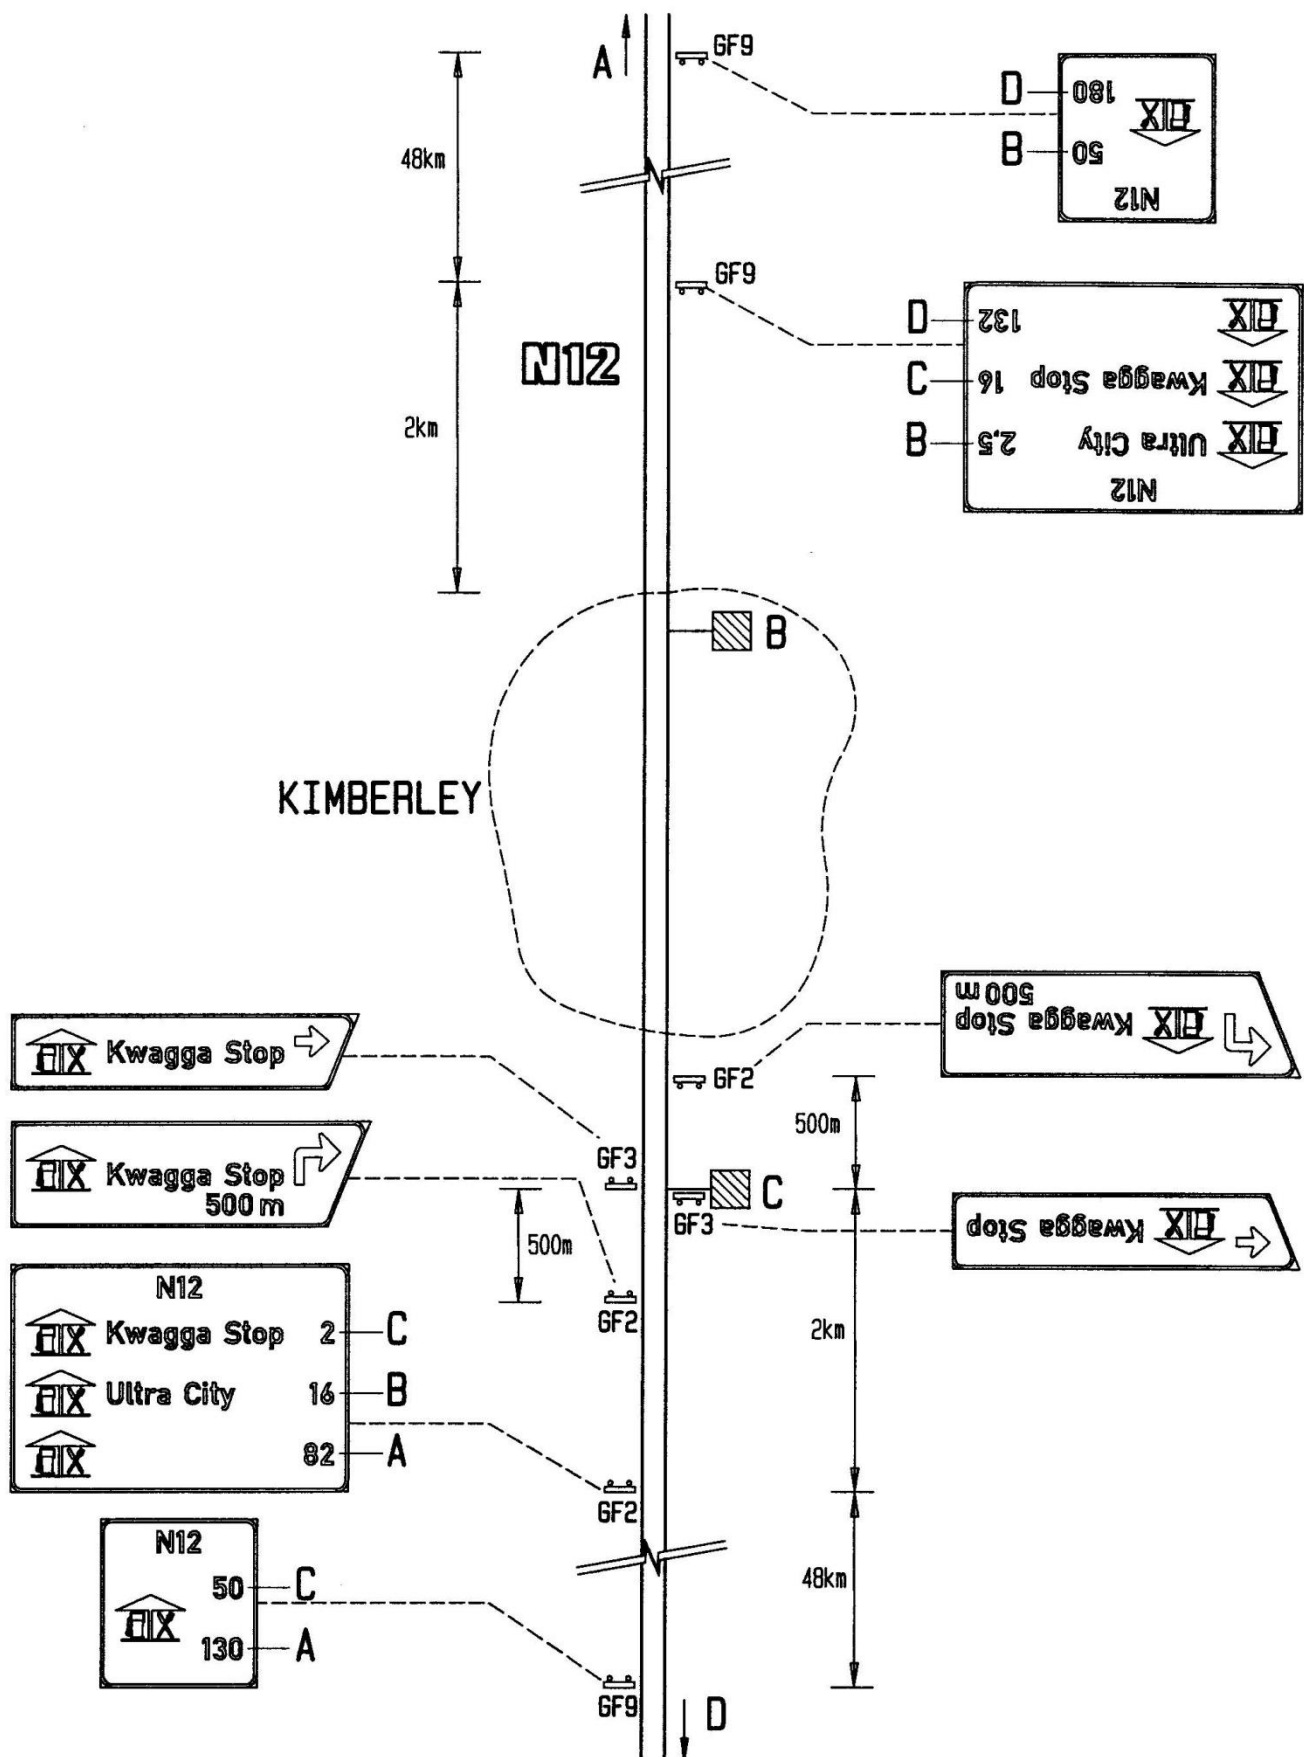 A
GF9
D 180
B 50
N12
48km
GF9
D 132
C 16 Kwagga Stop
B 2,5 Ultra City
N12
N12
2km
B
KIMBERLEY
Kwagga Stop
500 m
GF2
500m
Kwagga Stop
GF3
C
GF3
Kwagga Stop
Kwagga Stop
500 m
500m
GF2
2km
N12
Kwagga Stop 2 C
Ultra City 16 B
82 A
GF2
48km
N12
50 C
130 A
GF9
D